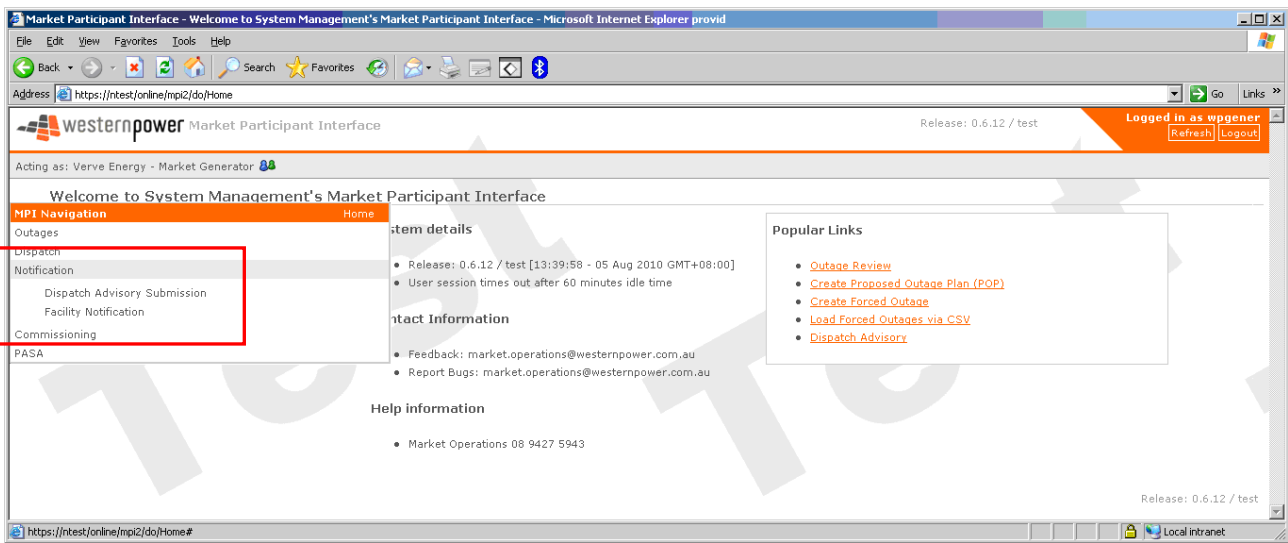 Market Participant Interface - Welcome to System Management's Market Participant Interface - Microsoft Internet Explorer provid
File Edit View Favorites Tools Help
Back Search Favorites
Address https://ntest/online/mpi2/do/Home Go Links »
westernpower Market Participant Interface
Release: 0.6.12 / test
Logged in as wpgener
Refresh Logout
Acting as: Verve Energy - Market Generator
Welcome to System Management's Market Participant Interface
MPI Navigation Home
Outages
Dispatch
Notification
Dispatch Advisory Submission
Facility Notification
Commissioning
PASA
stem details
Release: 0.6.12 / test [13:39:58 - 05 Aug 2010 GMT+08:00]
User session times out after 60 minutes idle time
ntact Information
Feedback: market.operations@westernpower.com.au
Report Bugs: market.operations@westernpower.com.au
Help information
Market Operations 08 9427 5943
Popular Links
Outage Review
Create Proposed Outage Plan (POP)
Create Forced Outage
Load Forced Outages via CSV
Dispatch Advisory
Test Test
Release: 0.6.12 / test
https://ntest/online/mpi2/do/Home# Local intranet